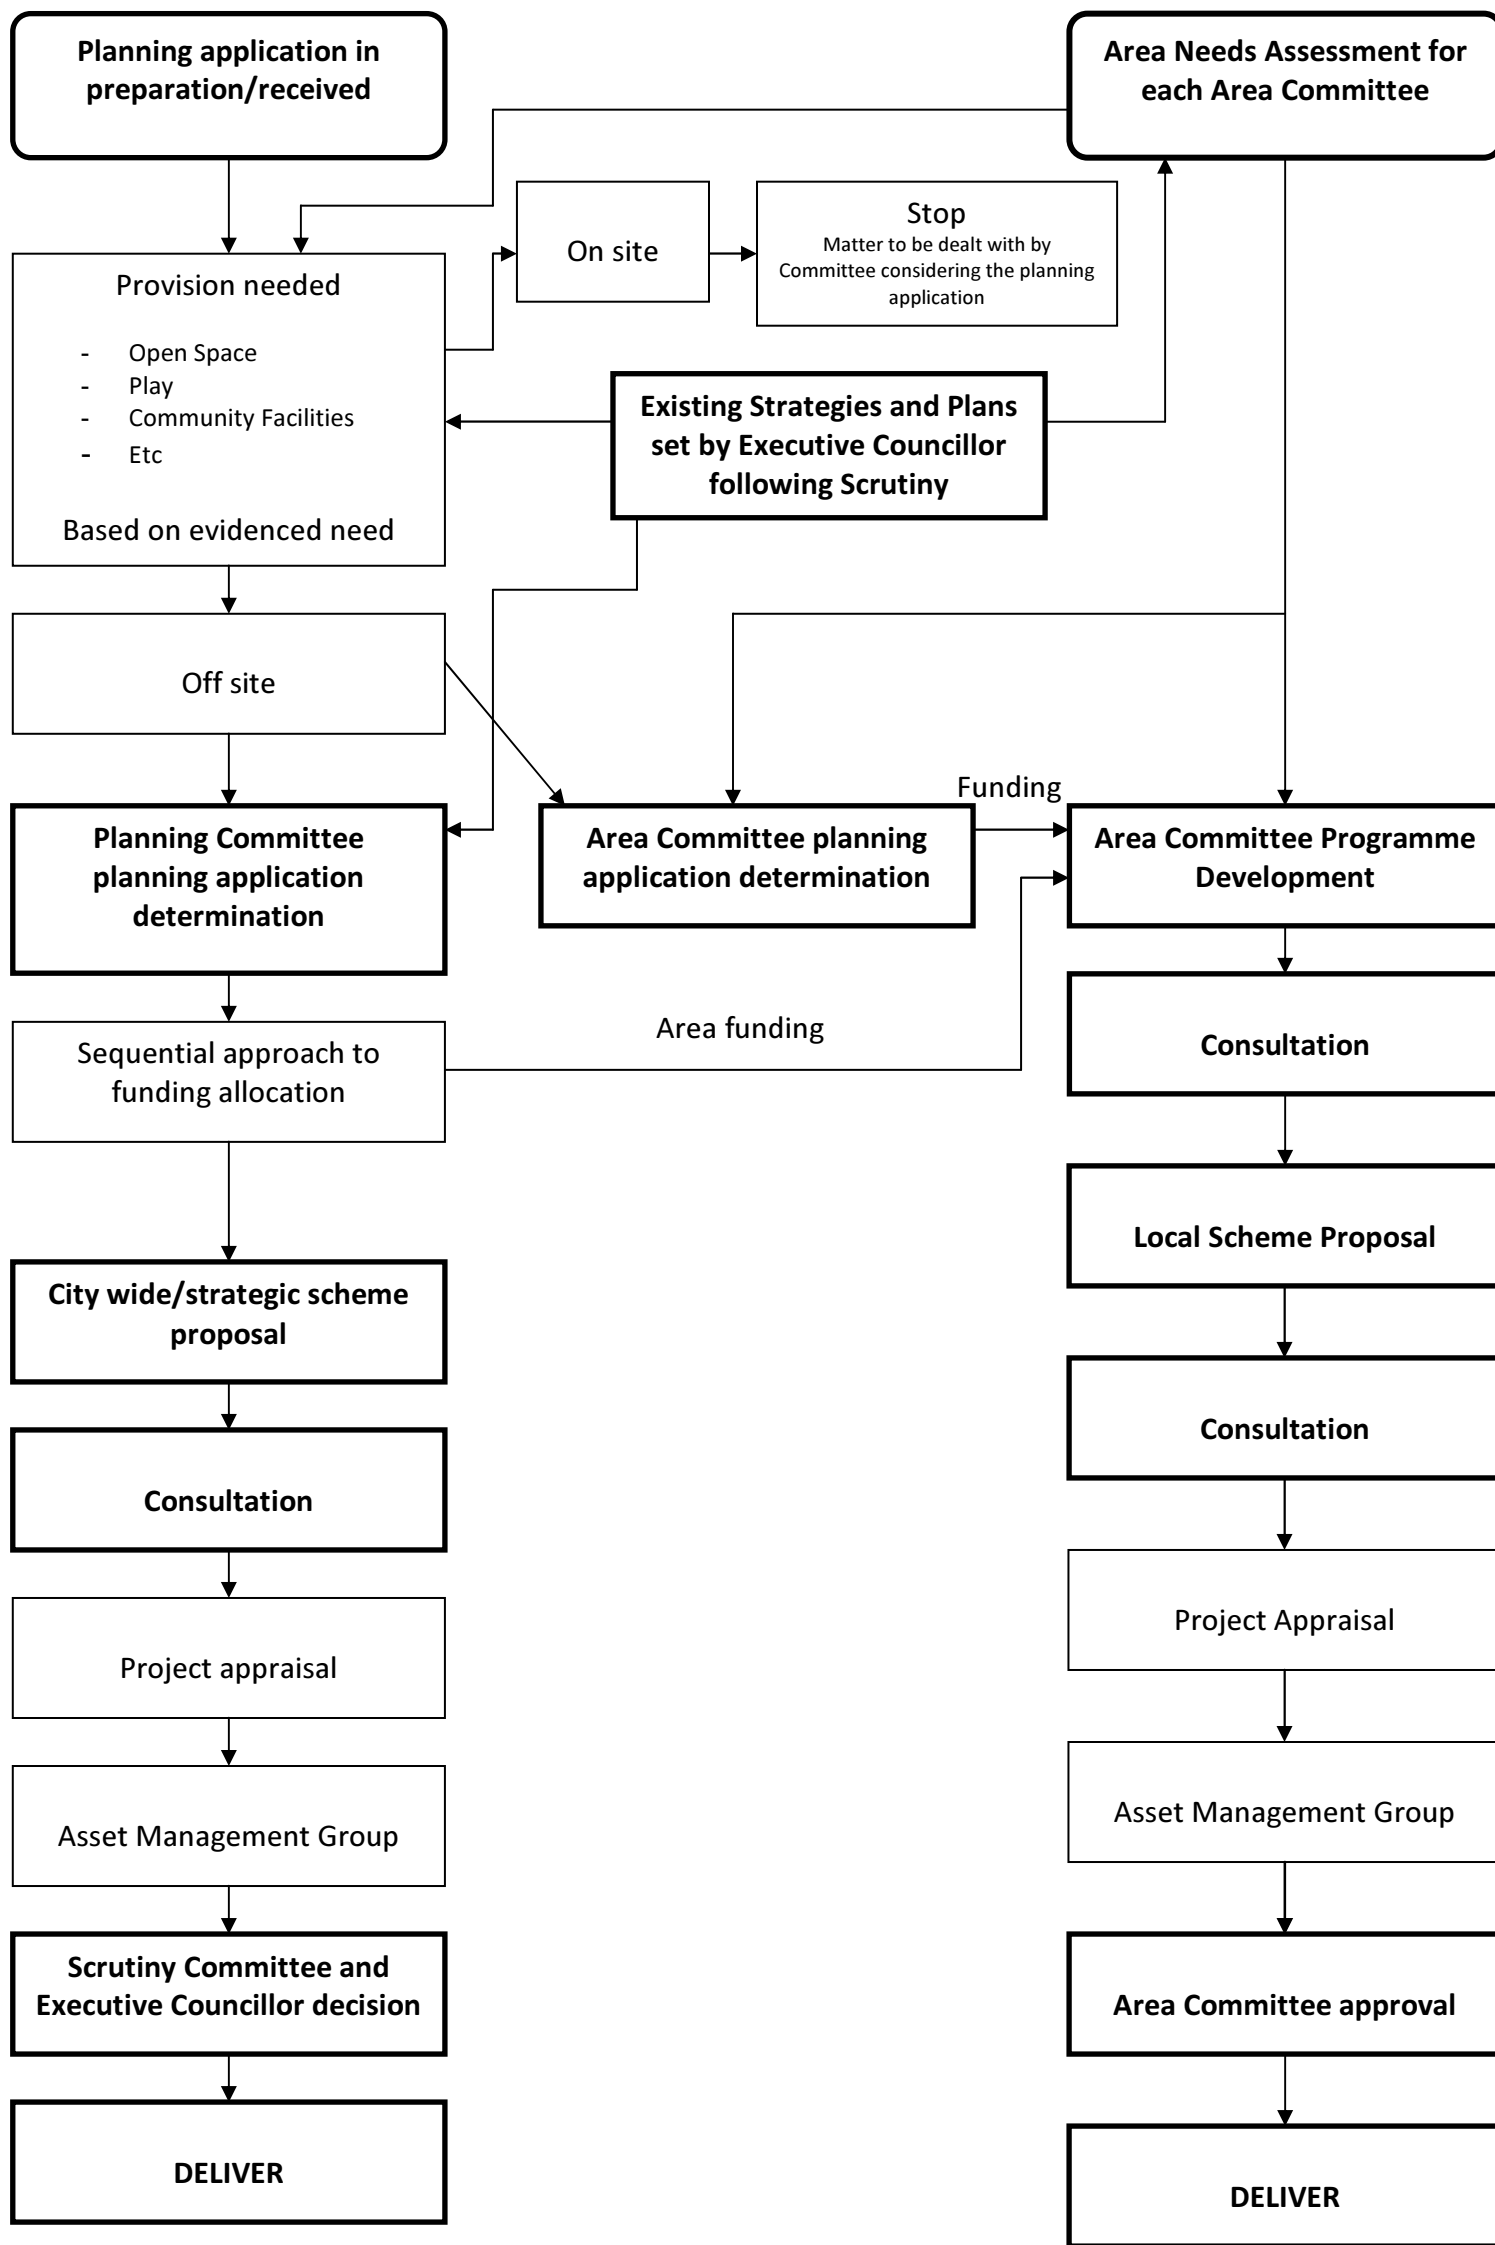 Planning application in
preparation/received
Area Needs Assessment for
each Area Committee
On site
Stop
Matter to be dealt with by
Committee considering the planning
application
Provision needed
- Open Space
- Play
- Community Facilities
- Etc
Based on evidenced need
Existing Strategies and Plans
set by Executive Councillor
following Scrutiny
Off site
Planning Committee
planning application
determination
Area Committee planning
application determination
Funding
Area Committee Programme
Development
Sequential approach to
funding allocation
Area funding
Consultation
Local Scheme Proposal
City wide/strategic scheme
proposal
Consultation
Consultation
Project appraisal
Project Appraisal
Asset Management Group
Asset Management Group
Scrutiny Committee and
Executive Councillor decision
Area Committee approval
DELIVER
DELIVER